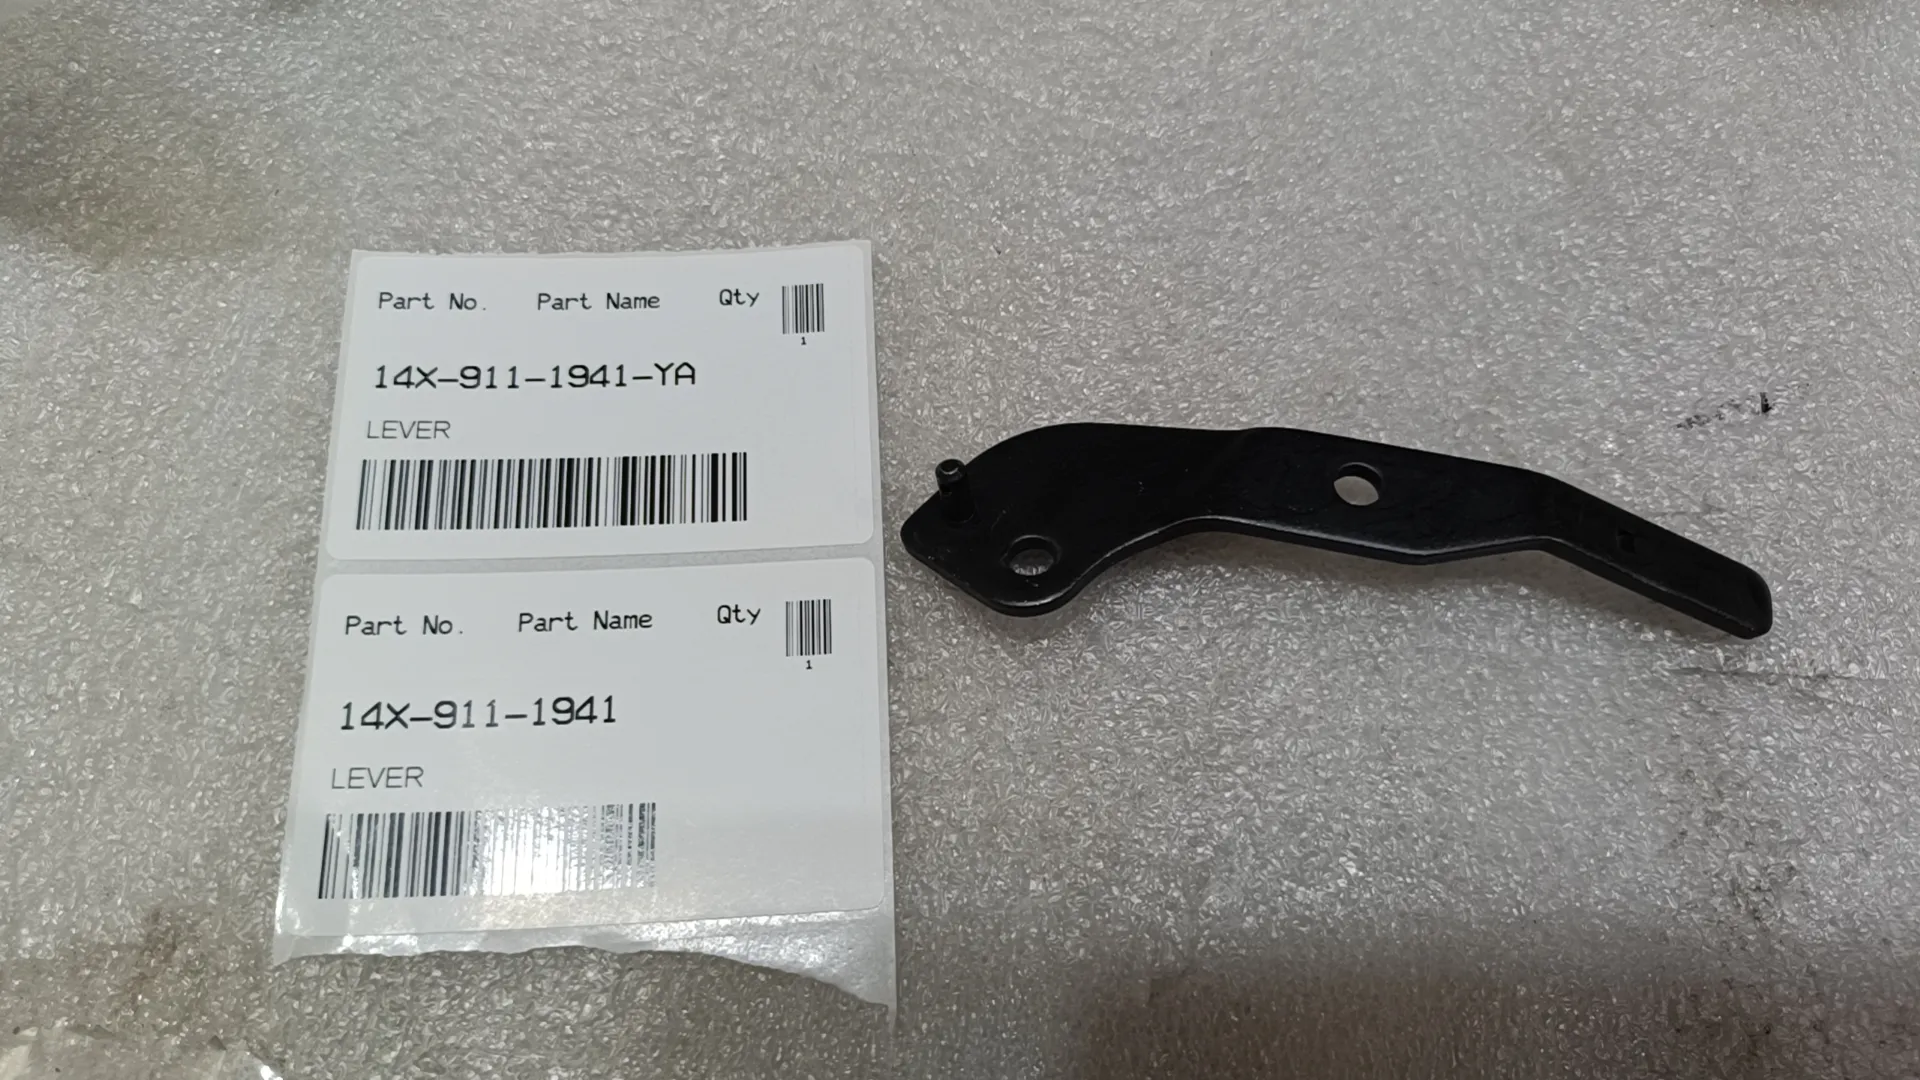 Part No. Part Name Qty
1
14X-911-1941-YA
LEVER
Part No. Part Name Qty
1
14X-911-1941
LEVER